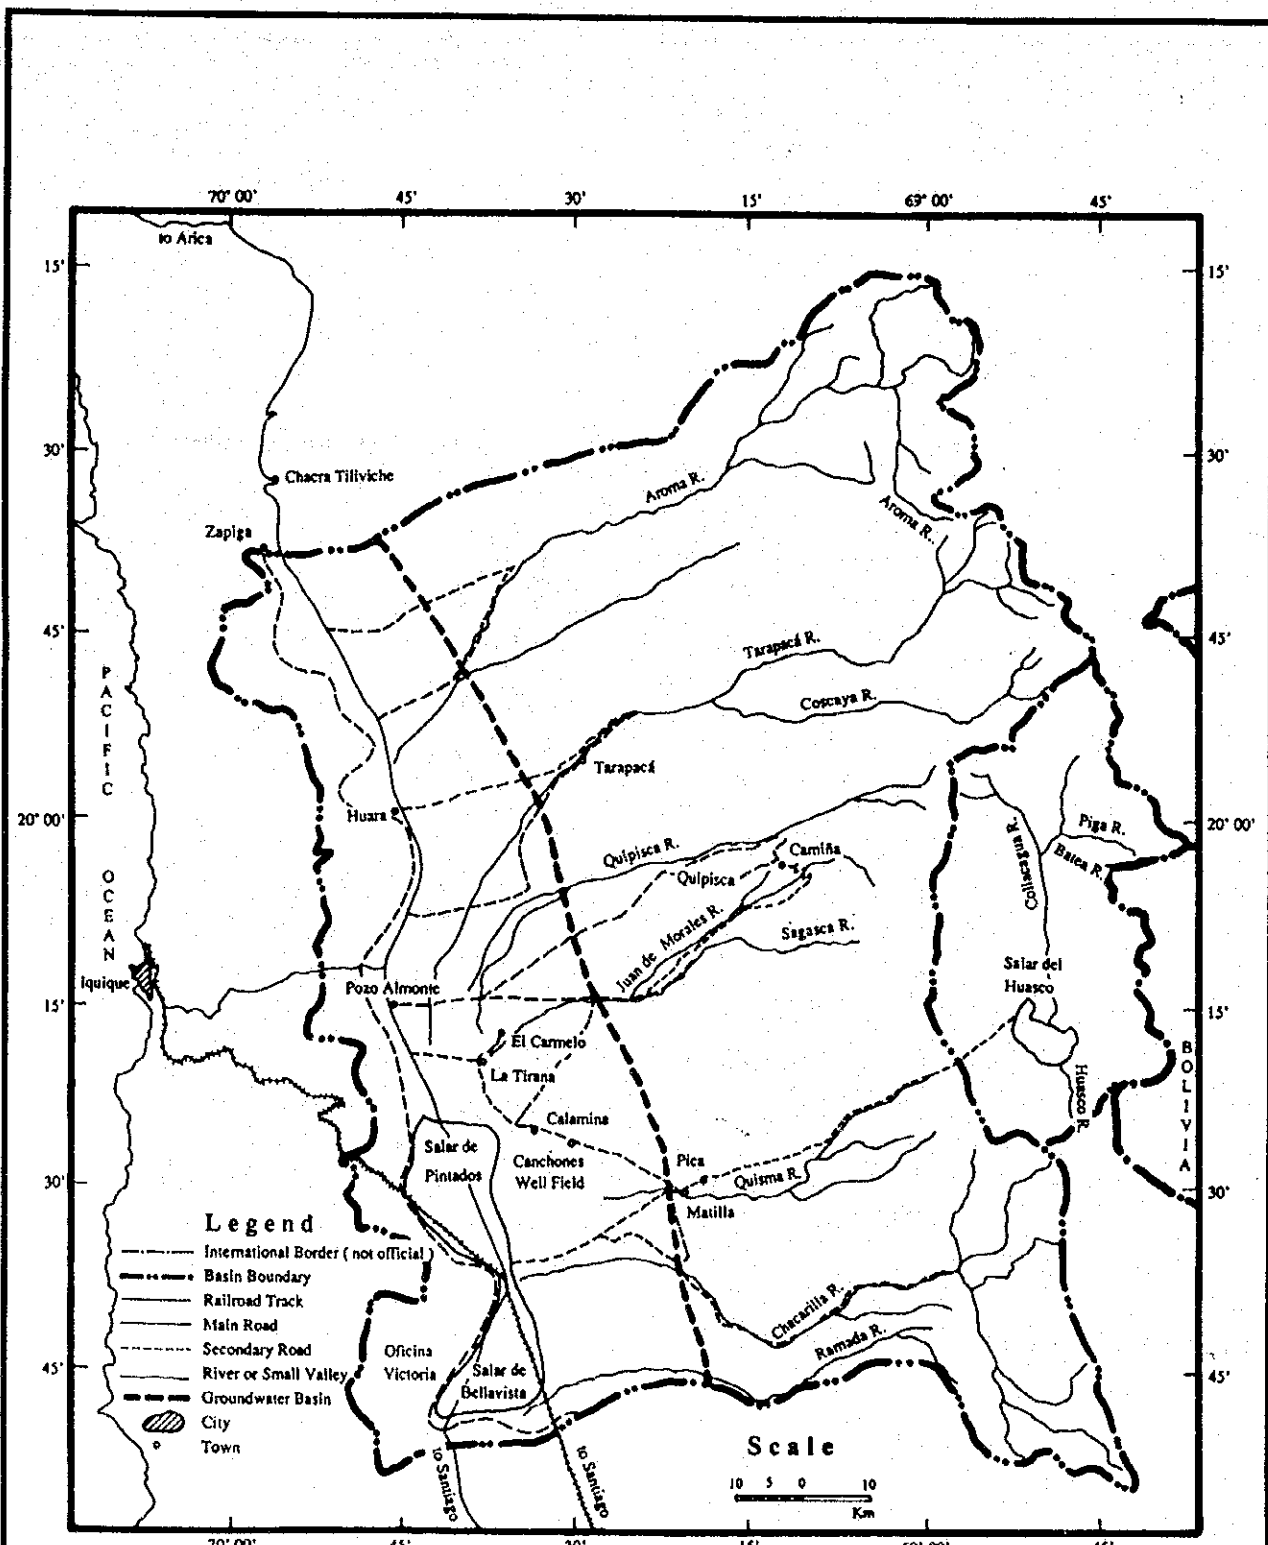 70° 00'
45'
30'
15'
69° 00'
45'
to Arica
15'
15'
30'
30'
Chacra Tiliviche
Aroma R.
Aroma R.
Zapiga
45'
45'
PACIFIC
OCEAN
Tarapacá R.
Coscaya R.
Tarapacá
20° 00'
20° 00'
Huara
Collacagua R.
Piga R.
Batea R.
Quipisca R.
Camiña
Quipisca
Juan de Morales R.
Sagasca R.
Iquique
Salar del
Huasco
Pozo Almonte
15'
15'
El Carmelo
La Tirana
Huasco R.
BOLIVIA
Calamina
Salar de
Pintados
Canchones
Well Field
Pica
Quisma R.
Matilla
30'
30'
Legend
International Border ( not official )
Basin Boundary
Railroad Track
Main Road
Secondary Road
River or Small Valley
Groundwater Basin
City
Town
Chacarilla R.
Ramada R.
Oficina
Victoria
Salar de
Bellavista
45'
45'
to Santiago
to Santiago
Scale
10 5 0 10
Km